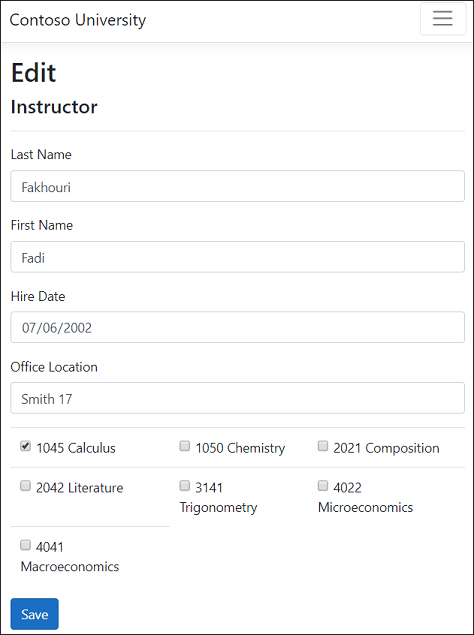 Contoso University
Edit
Instructor
Last Name
Fakhouri
First Name
Fadi
Hire Date
07/06/2002
Office Location
Smith 17
1045 Calculus
1050 Chemistry
2021 Composition
2042 Literature
3141
Trigonometry
4022
Microeconomics
4041
Macroeconomics
Save